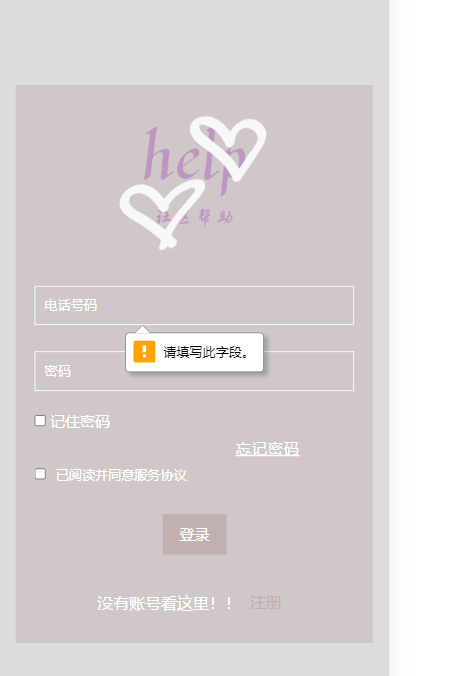 help
社区帮助
电话号码
请填写此字段。
密码
记住密码
忘记密码
已阅读并同意服务协议
登录
没有账号看这里！！ 注册